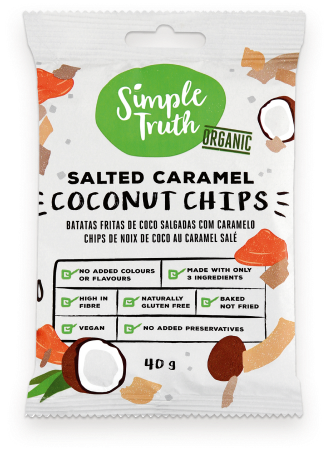 Simple
Truth
ORGANIC
SALTED CARAMEL
COCONUT CHIPS
BATATAS FRITAS DE COCO SALGADAS COM CARAMELO
CHIPS DE NOIX DE COCO AU CARAMEL SALÉ
NO ADDED COLOURS
OR FLAVOURS
MADE WITH ONLY
3 INGREDIENTS
HIGH IN
FIBRE
NATURALLY
GLUTEN FREE
BAKED
NOT FRIED
VEGAN
NO ADDED PRESERVATIVES
40 g